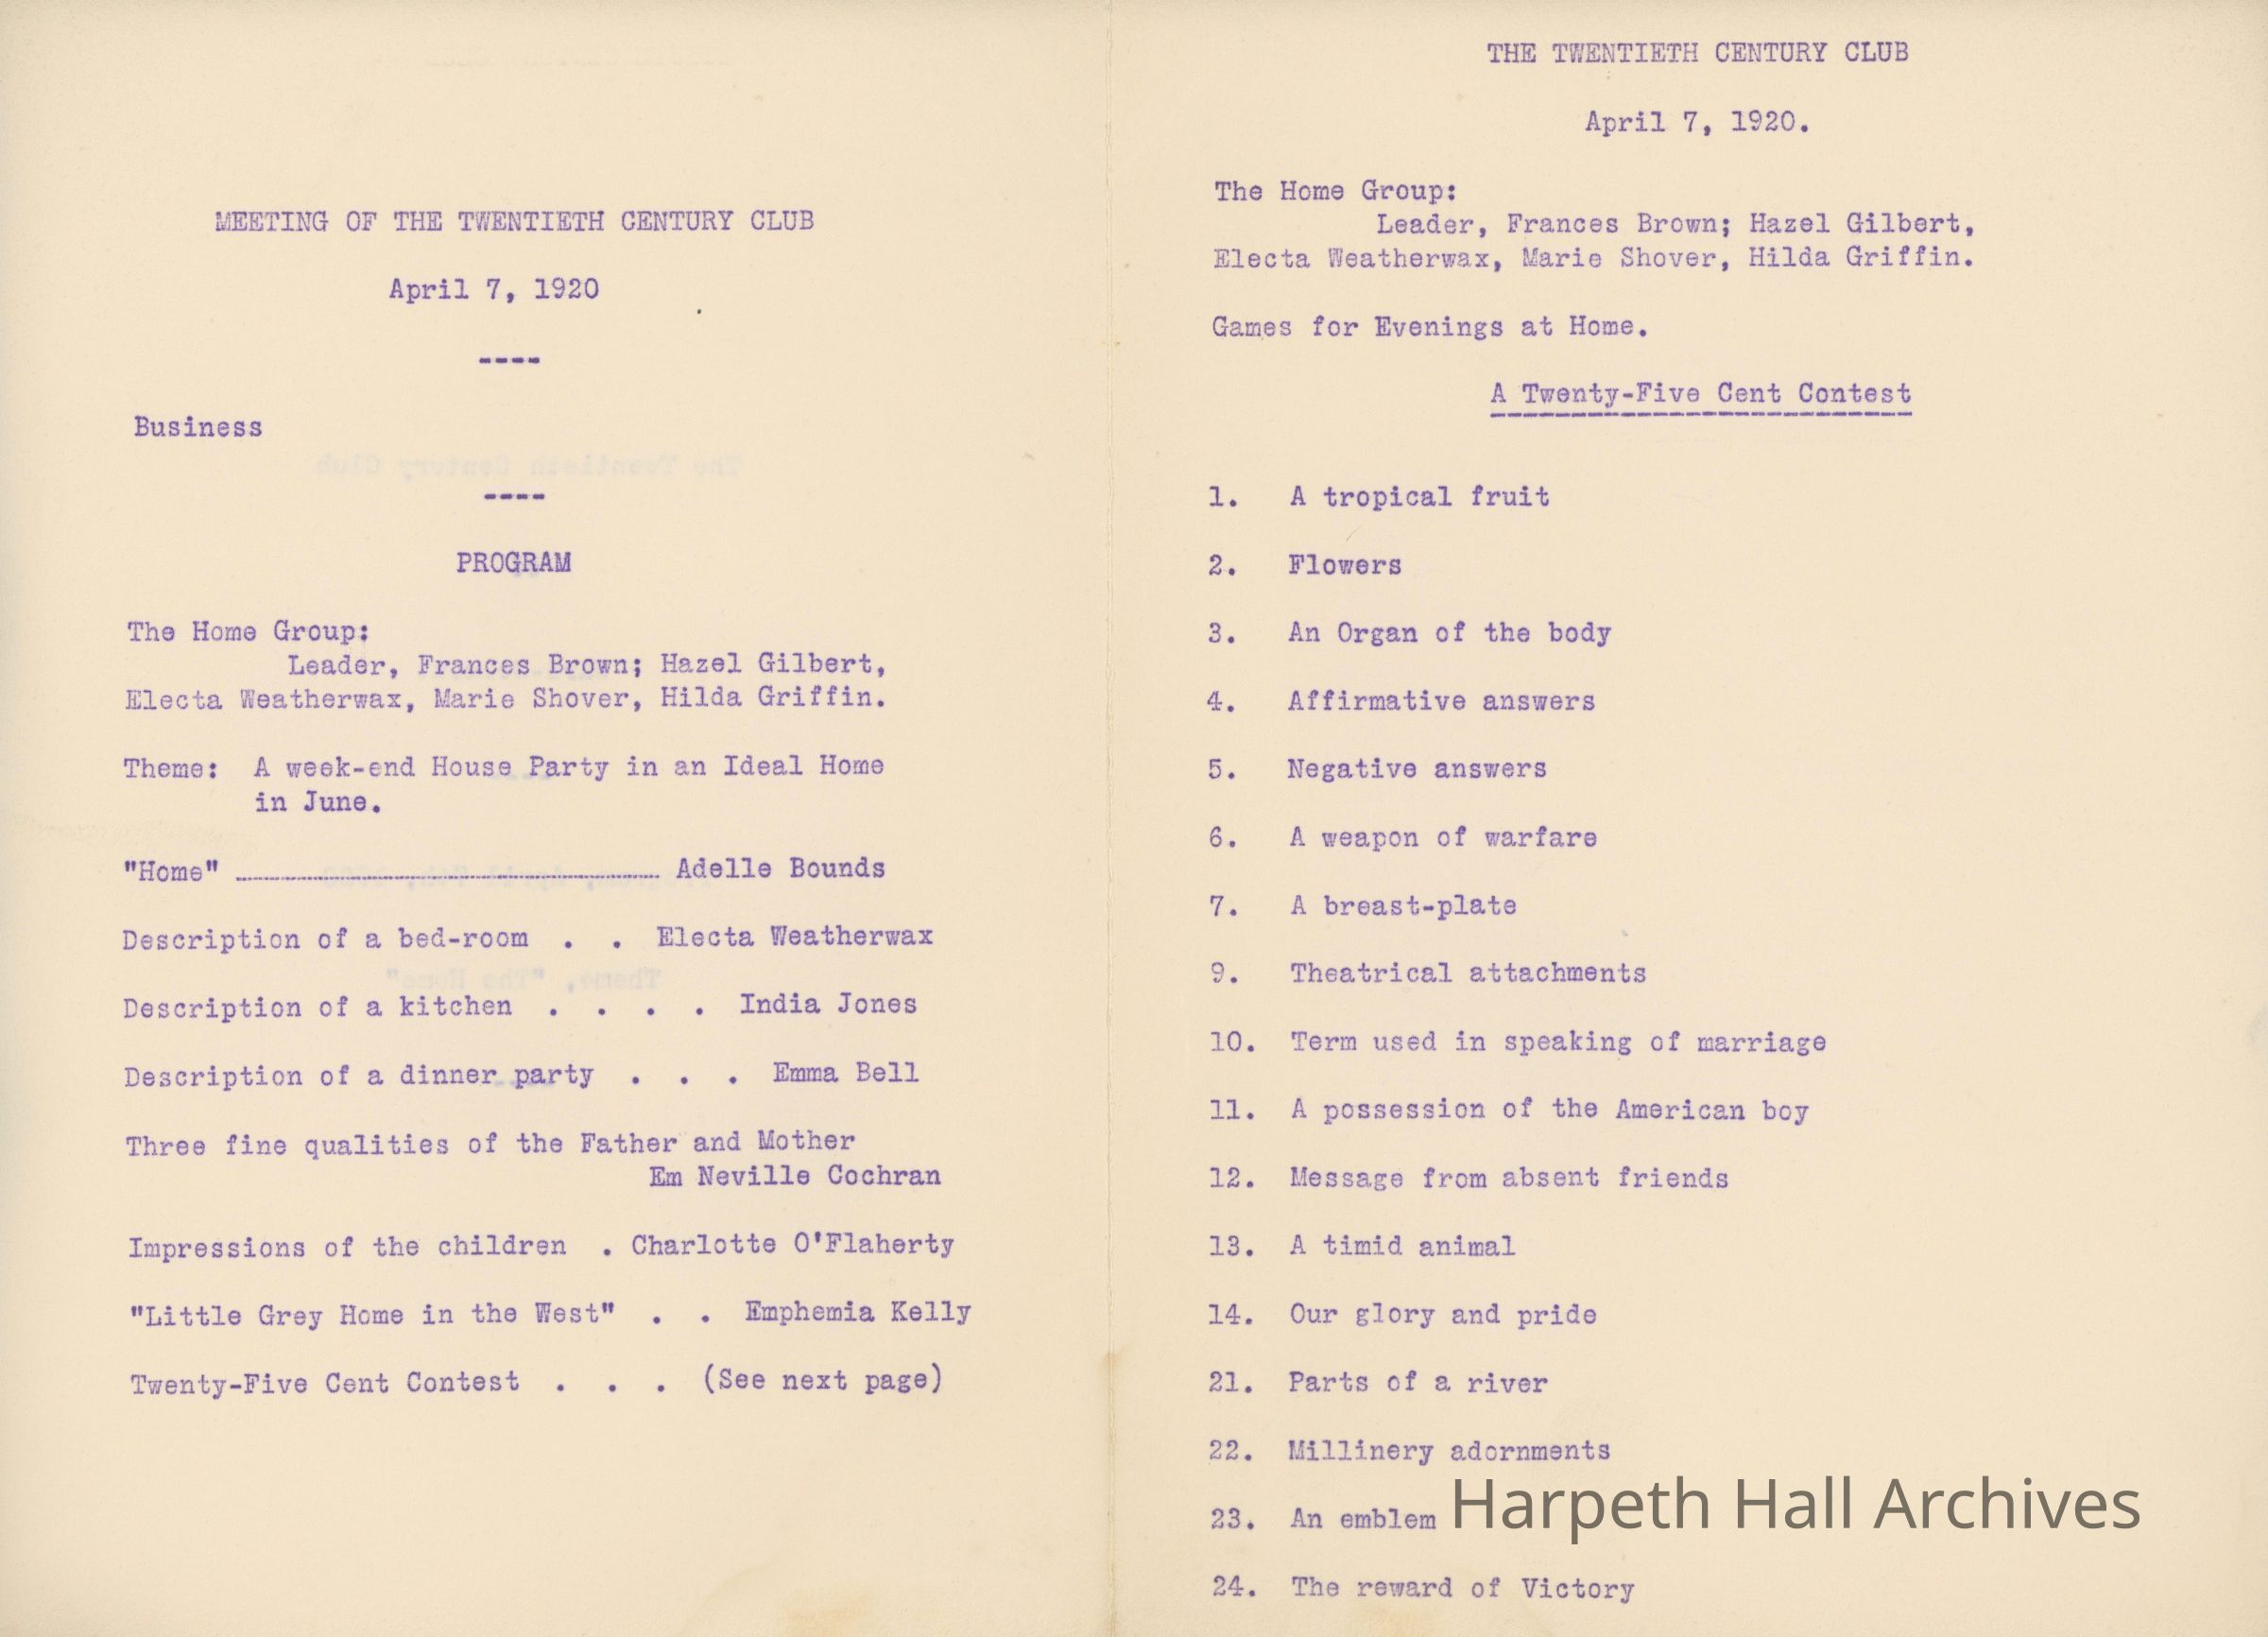 MEETING OF THE TWENTIETH CENTURY CLUB
April 7, 1920
----
Business
----
PROGRAM
The Home Group:
Leader, Frances Brown; Hazel Gilbert,
Electa Weatherwax, Marie Shover, Hilda Griffin.
Theme: A week-end House Party in an Ideal Home
in June.
"Home" Adelle Bounds
Description of a bed-room . . Electa Weatherwax
Description of a kitchen . . . . India Jones
Description of a dinner party . . . Emma Bell
Three fine qualities of the Father and Mother
Em Neville Cochran
Impressions of the children . Charlotte O'Flaherty
"Little Grey Home in the West" . . Emphemia Kelly
Twenty-Five Cent Contest . . . (See next page)
THE TWENTIETH CENTURY CLUB
April 7, 1920.
The Home Group:
Leader, Frances Brown; Hazel Gilbert,
Electa Weatherwax, Marie Shover, Hilda Griffin.
Games for Evenings at Home.
A Twenty-Five Cent Contest
1. A tropical fruit
2. Flowers
3. An Organ of the body
4. Affirmative answers
5. Negative answers
6. A weapon of warfare
7. A breast-plate
9. Theatrical attachments
10. Term used in speaking of marriage
11. A possession of the American boy
12. Message from absent friends
13. A timid animal
14. Our glory and pride
21. Parts of a river
22. Millinery adornments
23. An emblem
24. The reward of Victory
Harpeth Hall Archives